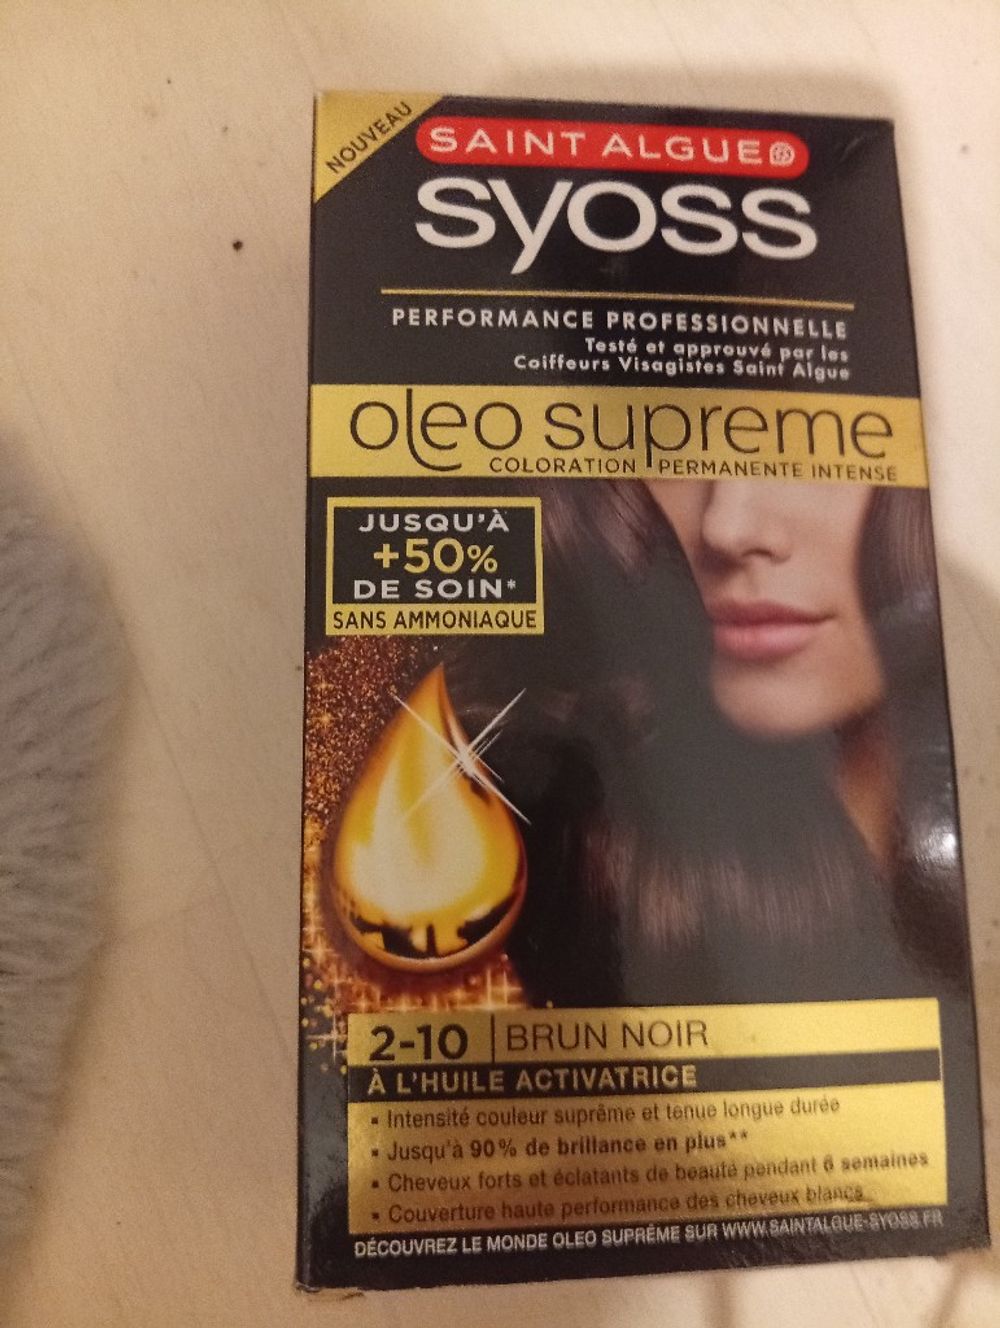 NOUVEAU
SAINT ALGUE
syoss
PERFORMANCE PROFESSIONNELLE
Testé et approuvé par les
Coiffeurs Visagistes Saint Algue
oleo supreme
COLORATION PERMANENTE INTENSE
JUSQU'À
+50%
DE SOIN*
SANS AMMONIAQUE
2-10 BRUN NOIR
À L'HUILE ACTIVATRICE
▪ Intensité couleur suprême et tenue longue durée
▪ Jusqu'à 90% de brillance en plus**
▪ Cheveux forts et éclatants de beauté pendant 6 semaines
▪ Couverture haute performance des cheveux blancs
DÉCOUVREZ LE MONDE OLEO SUPRÊME SUR WWW.SAINTALGUE-SYOSS.FR